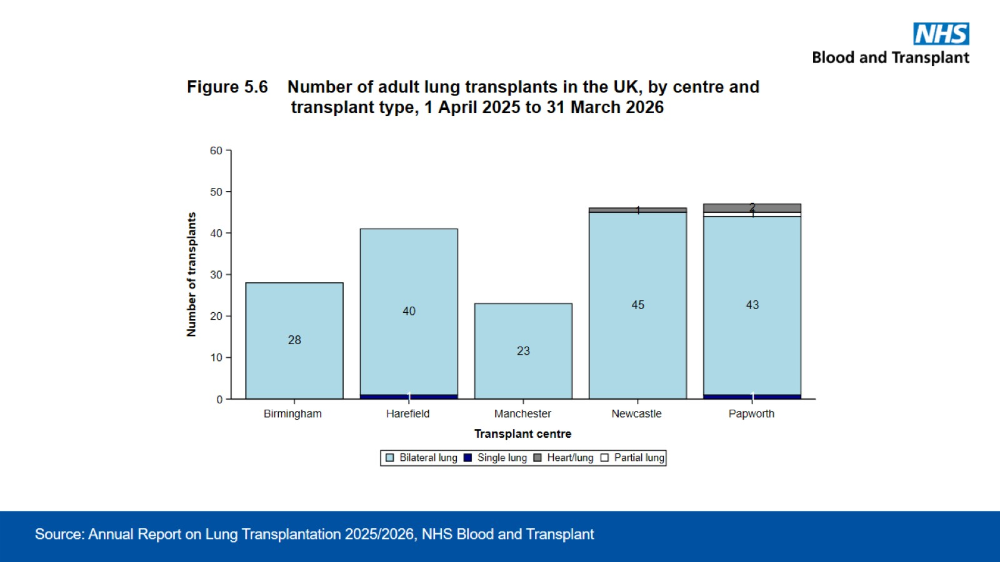 NHS
Blood and Transplant
Figure 5.6 Number of adult lung transplants in the UK, by centre and
transplant type, 1 April 2025 to 31 March 2026
Number of transplants
60
50
40
30
20
10
0
28
40
1
23
1
45
2
1
43
1
Birmingham Harefield Manchester Newcastle Papworth
Transplant centre
Bilateral lung Single lung Heart/lung Partial lung
Source: Annual Report on Lung Transplantation 2025/2026, NHS Blood and Transplant